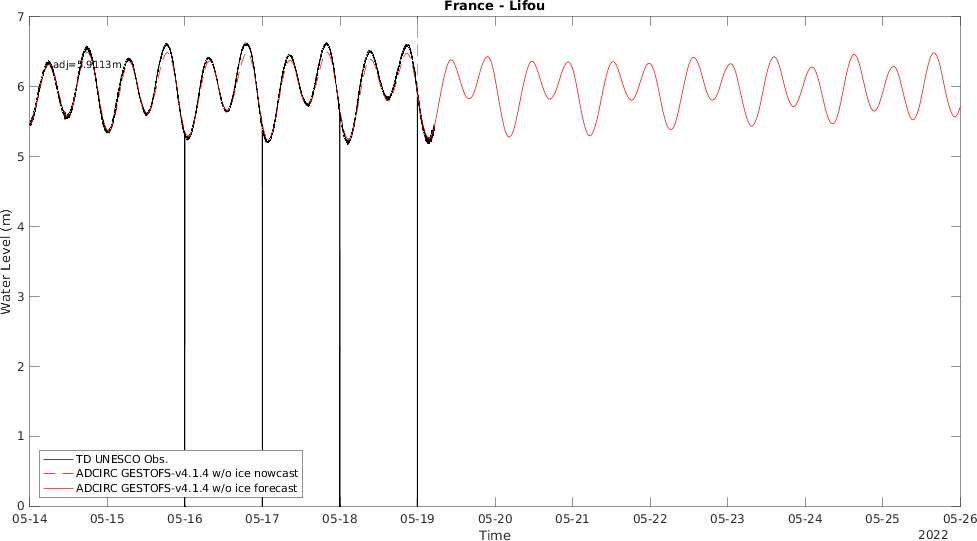 France - Lifou
7
6
5
4
3
2
1
0
Water Level (m)
adj=5.9113m
TD UNESCO Obs.
ADCIRC GESTOFS-v4.1.4 w/o ice nowcast
ADCIRC GESTOFS-v4.1.4 w/o ice forecast
05-14 05-15 05-16 05-17 05-18 05-19 05-20 05-21 05-22 05-23 05-24 05-25 05-26
Time
2022